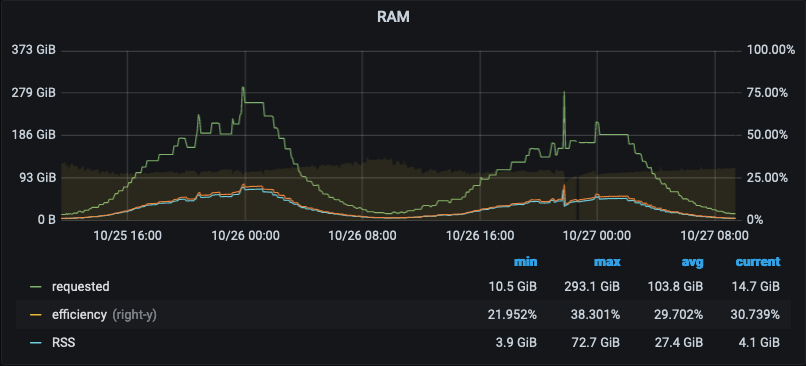 RAM
373 GiB 100.00%
279 GiB 75.00%
186 GiB 50.00%
93 GiB 25.00%
0 B 0%
10/25 16:00 10/26 00:00 10/26 08:00 10/26 16:00 10/27 00:00 10/27 08:00
min max avg current
requested 10.5 GiB 293.1 GiB 103.8 GiB 14.7 GiB
efficiency (right-y) 21.952% 38.301% 29.702% 30.739%
RSS 3.9 GiB 72.7 GiB 27.4 GiB 4.1 GiB